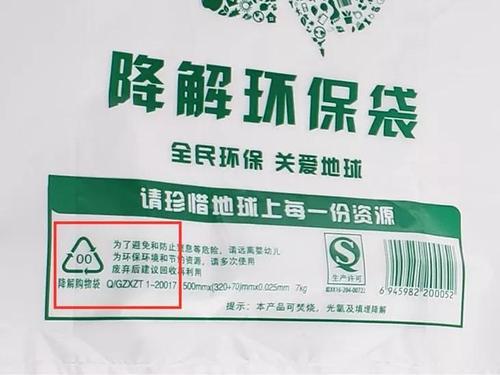 降解环保袋
全民环保 关爱地球
请珍惜地球上每一份资源
00
降解购物袋
为了避免和防止窒息等危险，请远离婴幼儿
为环保环境和节约资源，请多次使用
废弃后建议回收再利用
Q/GZXZT 1-20017 500mmx(320+70)mmx0.025mm 7kg
S
生产许可
6 945982 200052
提示：本产品可焚烧，光氧及填埋降解